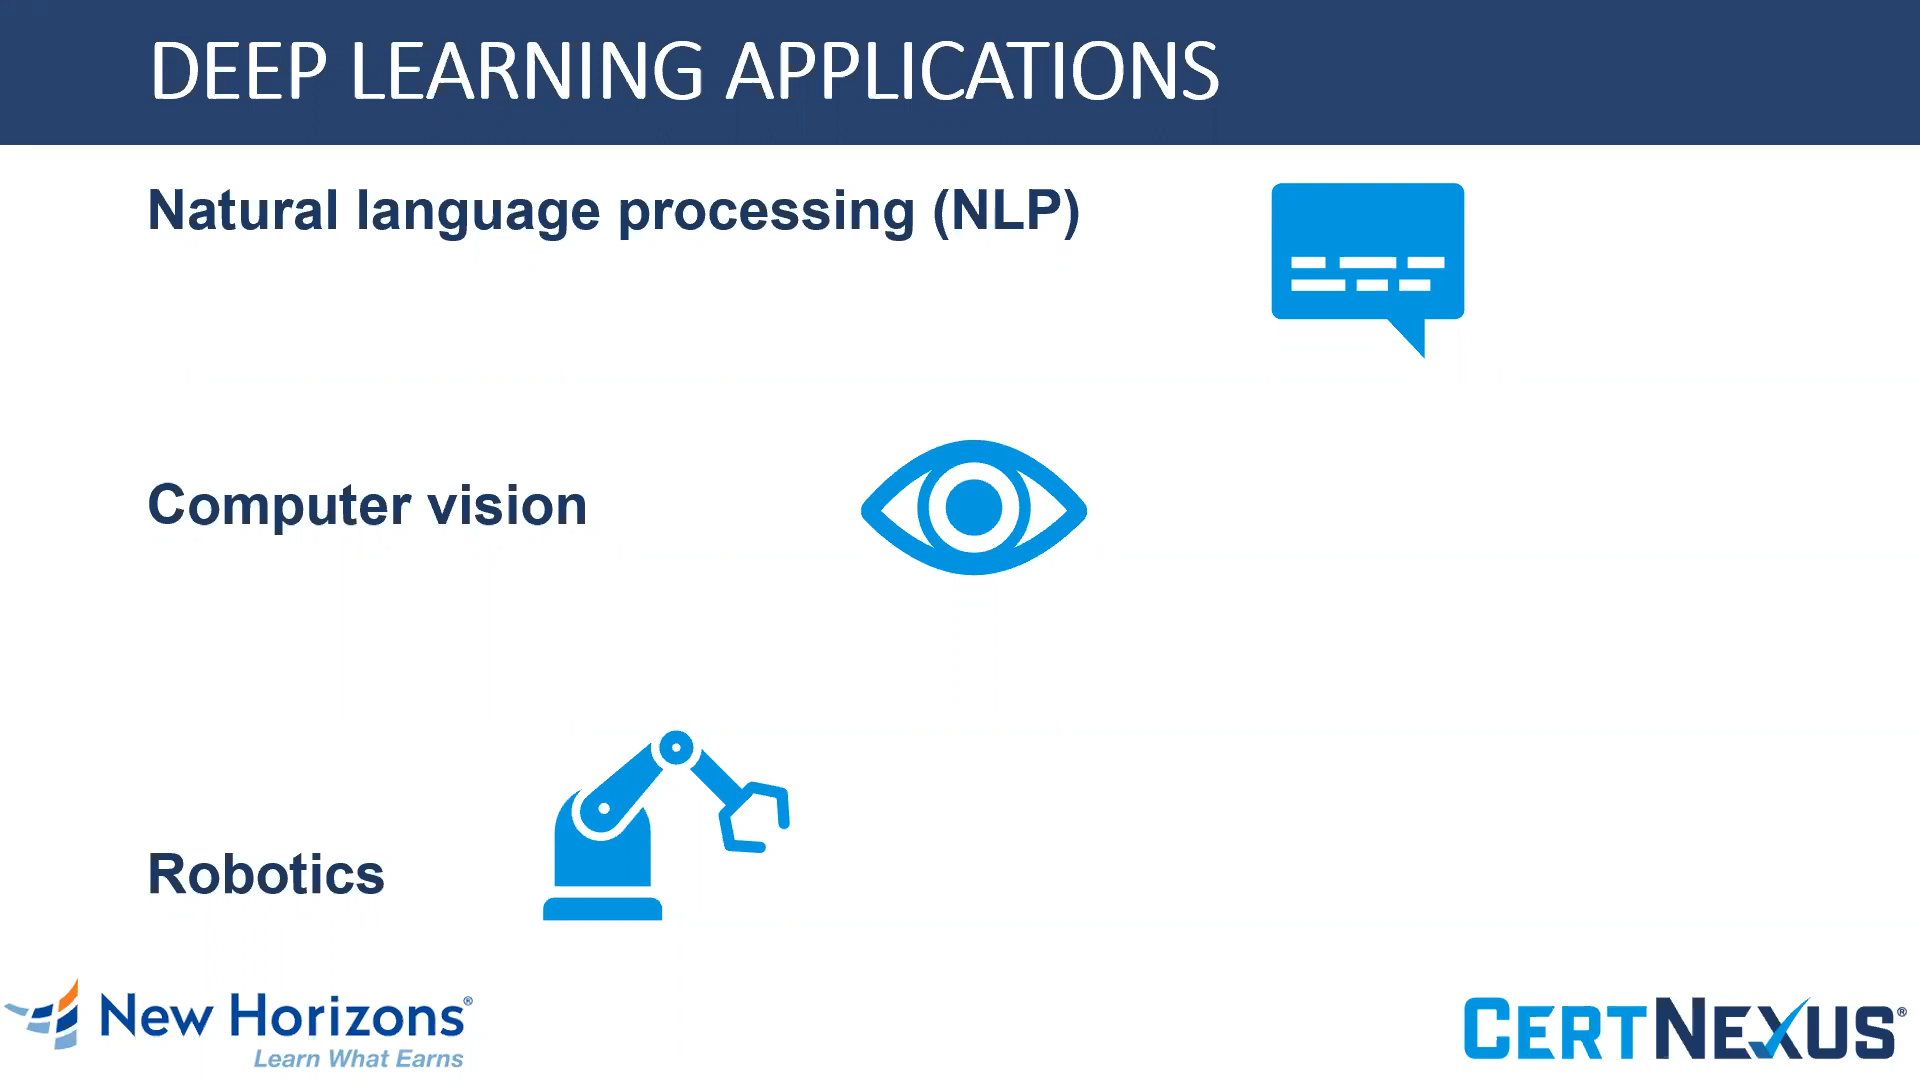 DEEP LEARNING APPLICATIONS
Natural language processing (NLP)
Computer vision
Robotics
New Horizons®
Learn What Earns
CERTNEXUS®